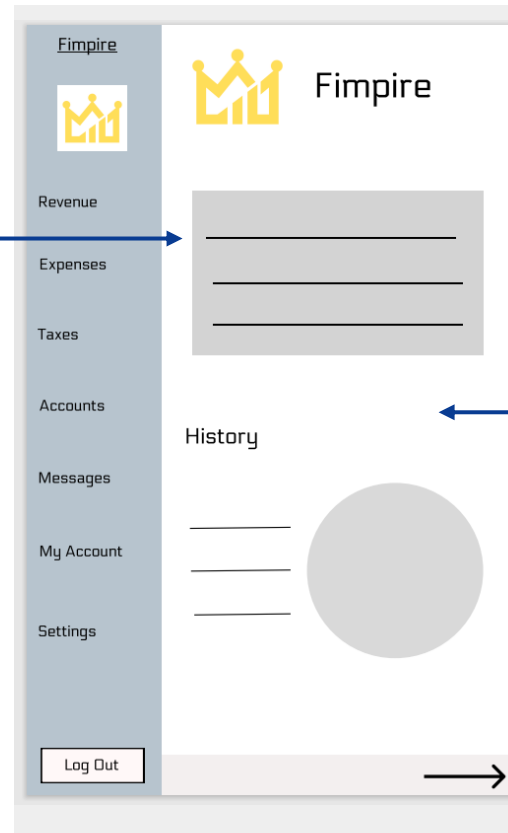 Fimpire
Revenue
Expenses
Taxes
Accounts
Messages
My Account
Settings
Log Out
Fimpire
History